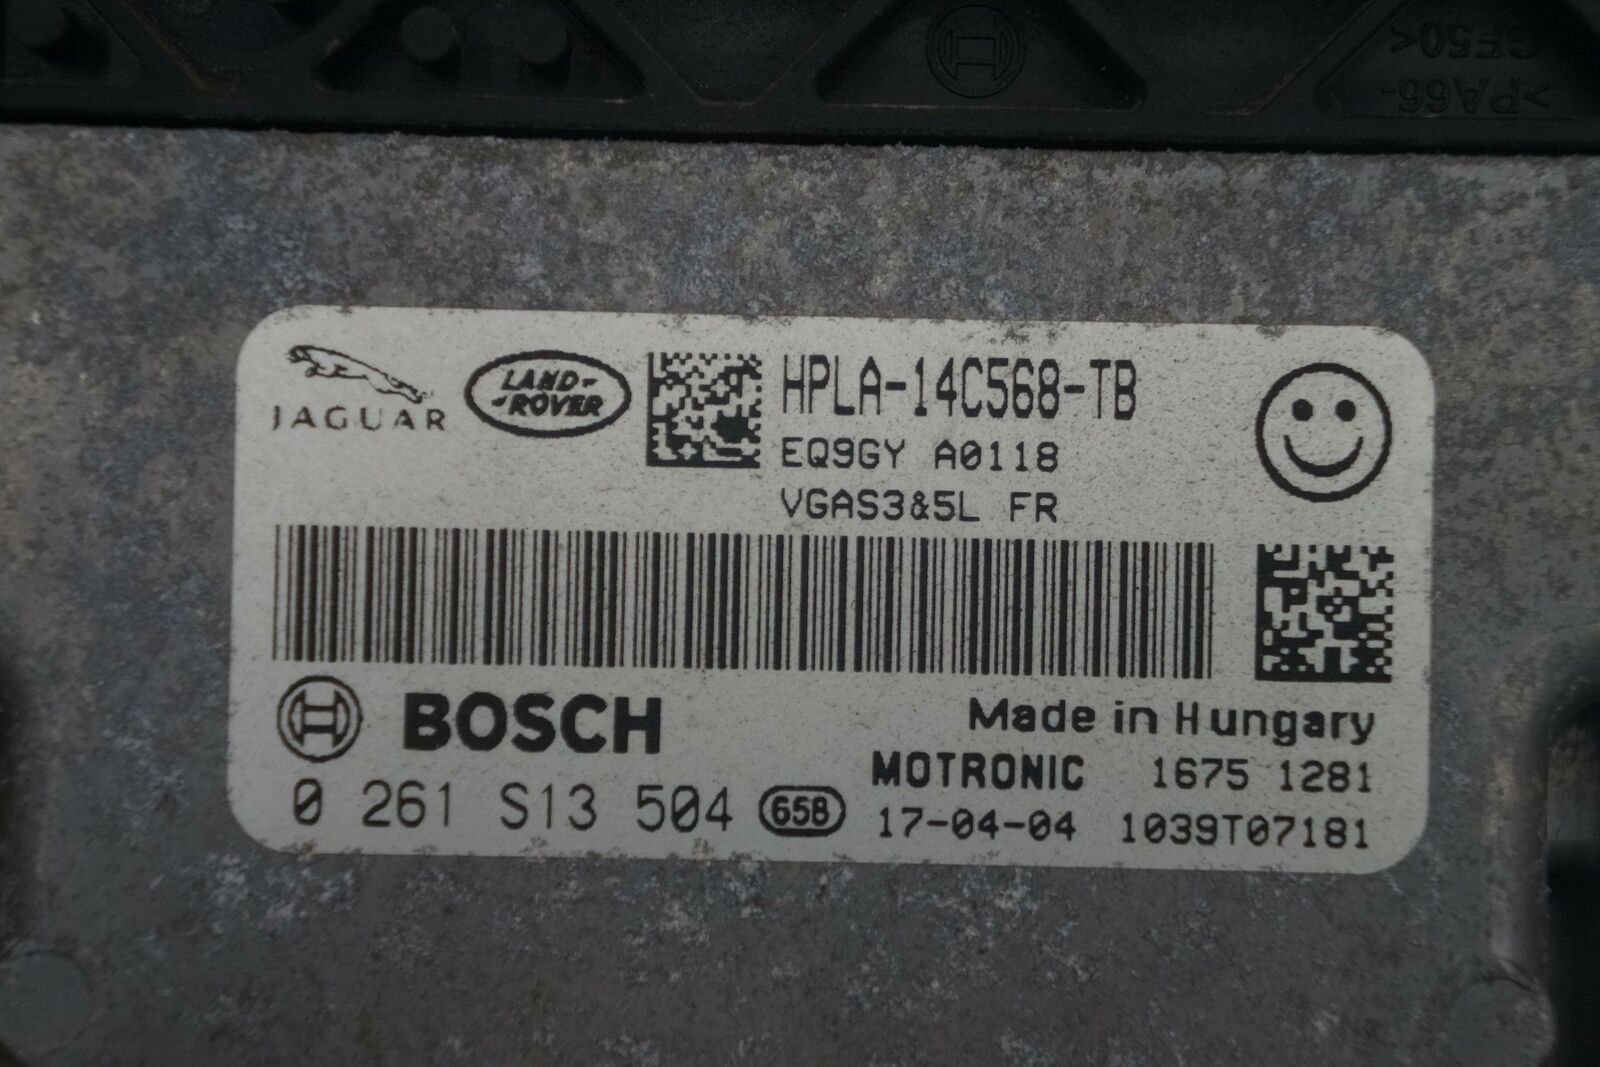 >PA66-
GF50<
JAGUAR
LAND-
-ROVER
HPLA-14C568-TB
EQ9GY A0118
VGAS3&5L FR
BOSCH
Made in Hungary
MOTRONIC 1675 1281
0 261 S13 504 658 17-04-04 1039T07181